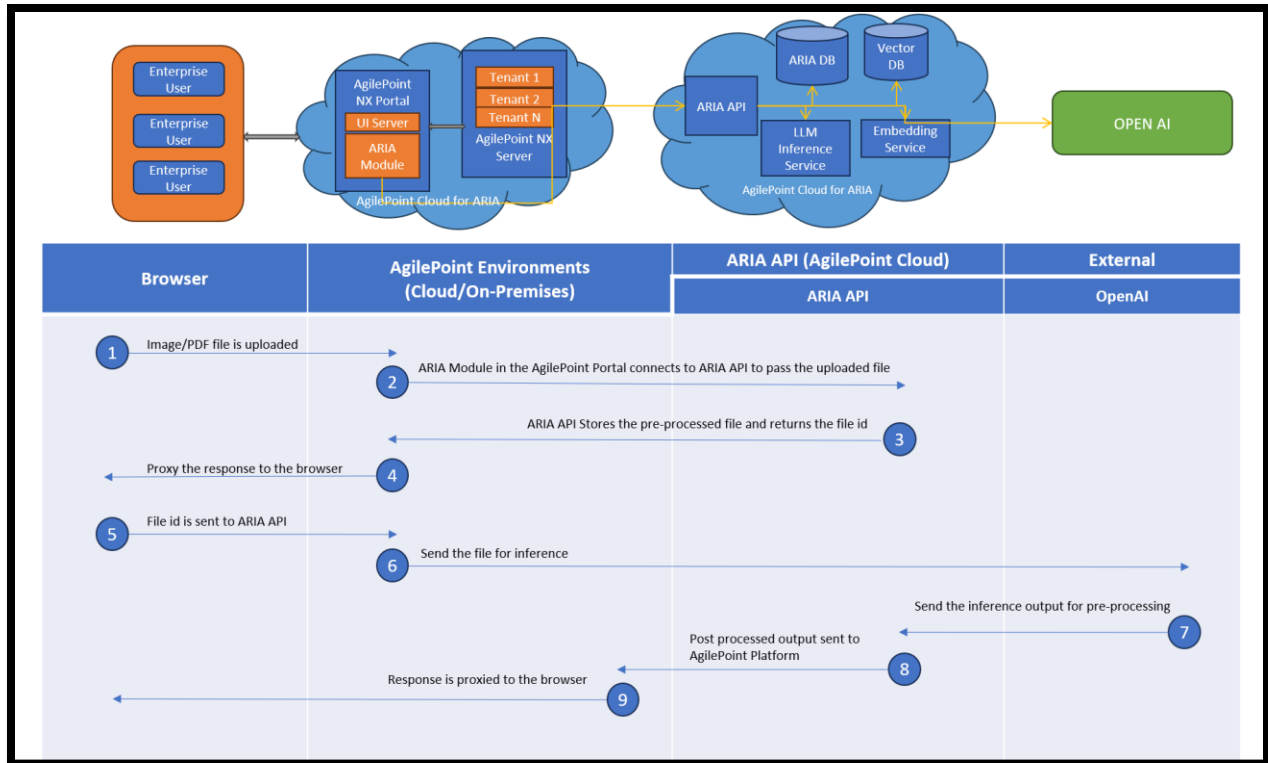 Enterprise
User
Enterprise
User
Enterprise
User
AgilePoint
NX Portal
UI Server
ARIA
Module
Tenant 1
Tenant 2
Tenant N
AgilePoint NX
Server
AgilePoint Cloud for ARIA
ARIA API
ARIA DB
Vector
DB
LLM
Inference
Service
Embedding
Service
AgilePoint Cloud for ARIA
OPEN AI
Browser
AgilePoint Environments
(Cloud/On-Premises)
ARIA API (AgilePoint Cloud)
External
ARIA API
OpenAI
1
Image/PDF file is uploaded
2
ARIA Module in the AgilePoint Portal connects to ARIA API to pass the uploaded file
ARIA API Stores the pre-processed file and returns the file id
3
Proxy the response to the browser
4
5
File id is sent to ARIA API
6
Send the file for inference
Send the inference output for pre-processing
7
Post processed output sent to
AgilePoint Platform
8
Response is proxied to the browser
9